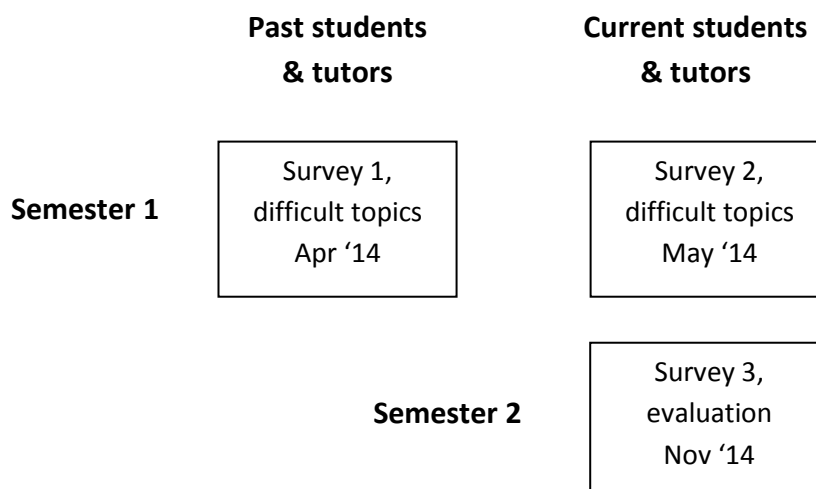 Past students
& tutors
Current students
& tutors
Semester 1
Survey 1,
difficult topics
Apr ‘14
Survey 2,
difficult topics
May ‘14
Semester 2
Survey 3,
evaluation
Nov ‘14